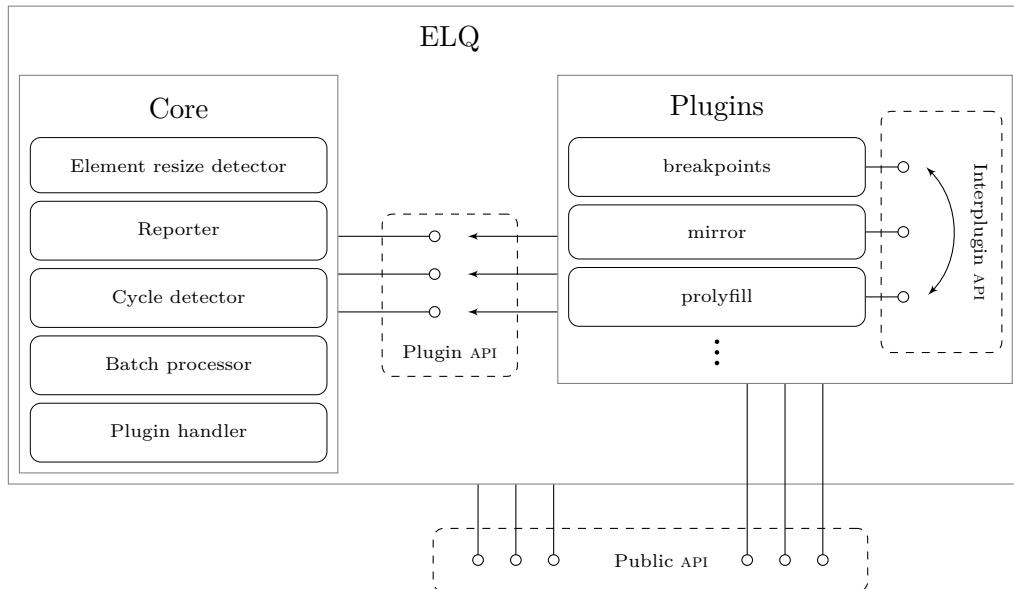 ELQ
Core
Element resize detector
Reporter
Cycle detector
Batch processor
Plugin handler
Plugin API
Plugins
breakpoints
mirror
prolyfill
Interplugin API
Public API